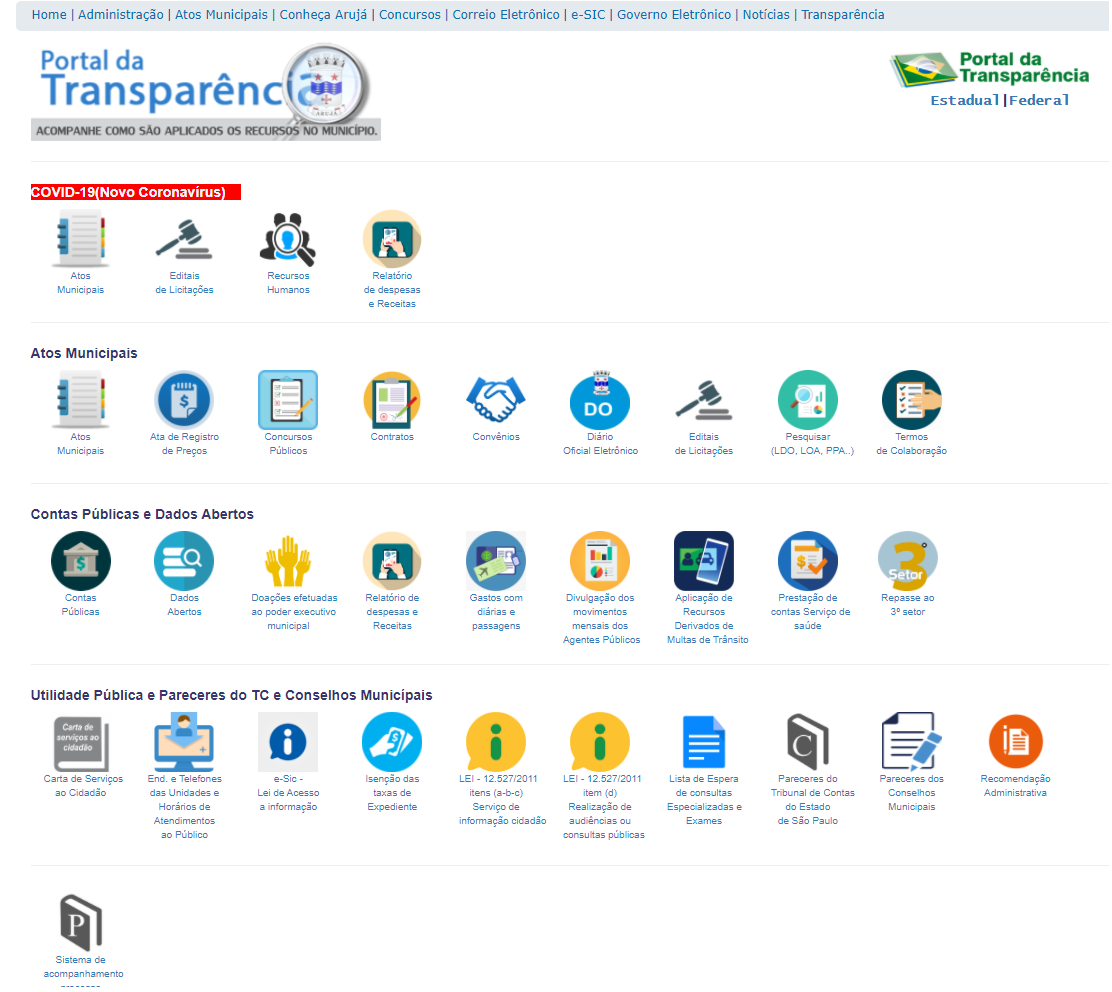 Home | Administração | Atos Municipais | Conheça Arujá | Concursos | Correio Eletrônico | e-SIC | Governo Eletrônico | Notícias | Transparência
Portal da
Transparência
ACOMPANHE COMO SÃO APLICADOS OS RECURSOS NO MUNICÍPIO.
Portal da
Transparência
Estadual|Federal
COVID-19(Novo Coronavírus)
Atos
Municipais
Editais
de Licitações
Recursos
Humanos
Relatório
de despesas
e Receitas
Atos Municipais
DO
Atos
Municipais
Ata de Registro
de Preços
Concursos
Públicos
Contratos
Convênios
Diário
Oficial Eletrônico
Editais
de Licitações
Pesquisar
(LDO, LOA, PPA..)
Termos
de Colaboração
Contas Públicas e Dados Abertos
3º
Setor
Contas
Públicas
Dados
Abertos
Doações efetuadas
ao poder executivo
municipal
Relatório de
despesas e
Receitas
Gastos com
diárias e
passagens
Divulgação dos
movimentos
mensais dos
Agentes Públicos
Aplicação de
Recursos
Derivados de
Multas de Trânsito
Prestação de
contas Serviço de
saúde
Repasse ao
3º setor
Utilidade Pública e Pareceres do TC e Conselhos Municípais
Carta de
serviços ao
cidadão
Carta de Serviços
ao Cidadão
End. e Telefones
das Unidades e
Horários de
Atendimentos
ao Público
e-Sic -
Lei de Acesso
a informação
Isenção das
taxas de
Expediente
LEI - 12.527/2011
itens (a-b-c)
Serviço de
informação cidadão
LEI - 12.527/2011
item (d)
Realização de
audiências ou
consultas públicas
Lista de Espera
de consultas
Especializadas e
Exames
C
Pareceres do
Tribunal de Contas
do Estado
de São Paulo
Pareceres dos
Conselhos
Municipais
Recomendação
Administrativa
P
Sistema de
acompanhamento